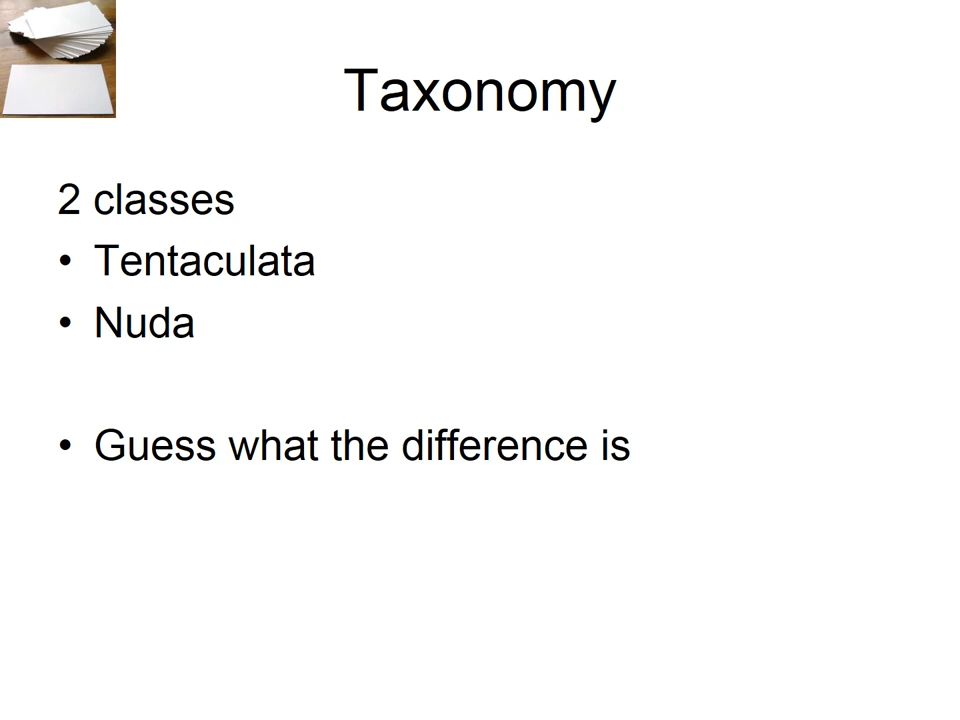 Taxonomy
2 classes
• Tentaculata
• Nuda
• Guess what the difference is